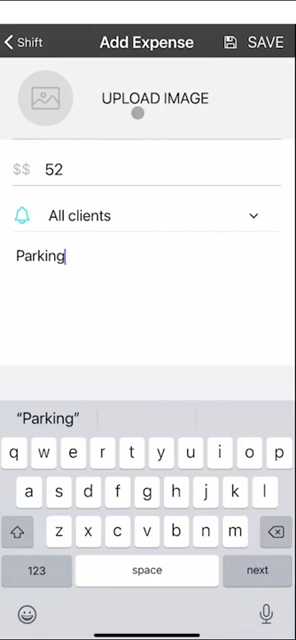 Shift Add Expense SAVE
UPLOAD IMAGE
$$ 52
All clients
Parking
“Parking”
q w e r t y u i o p
a s d f g h j k l
z x c v b n m
123 space next